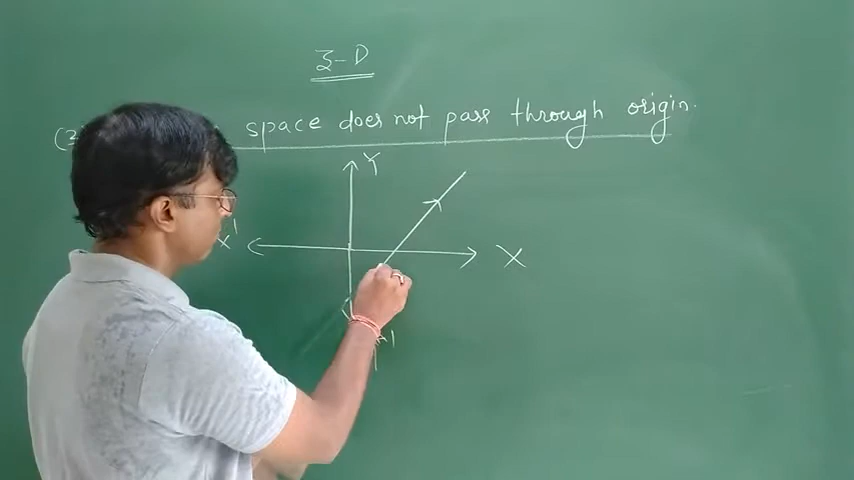 3-D
space does not pass through origin.
Y
X' X